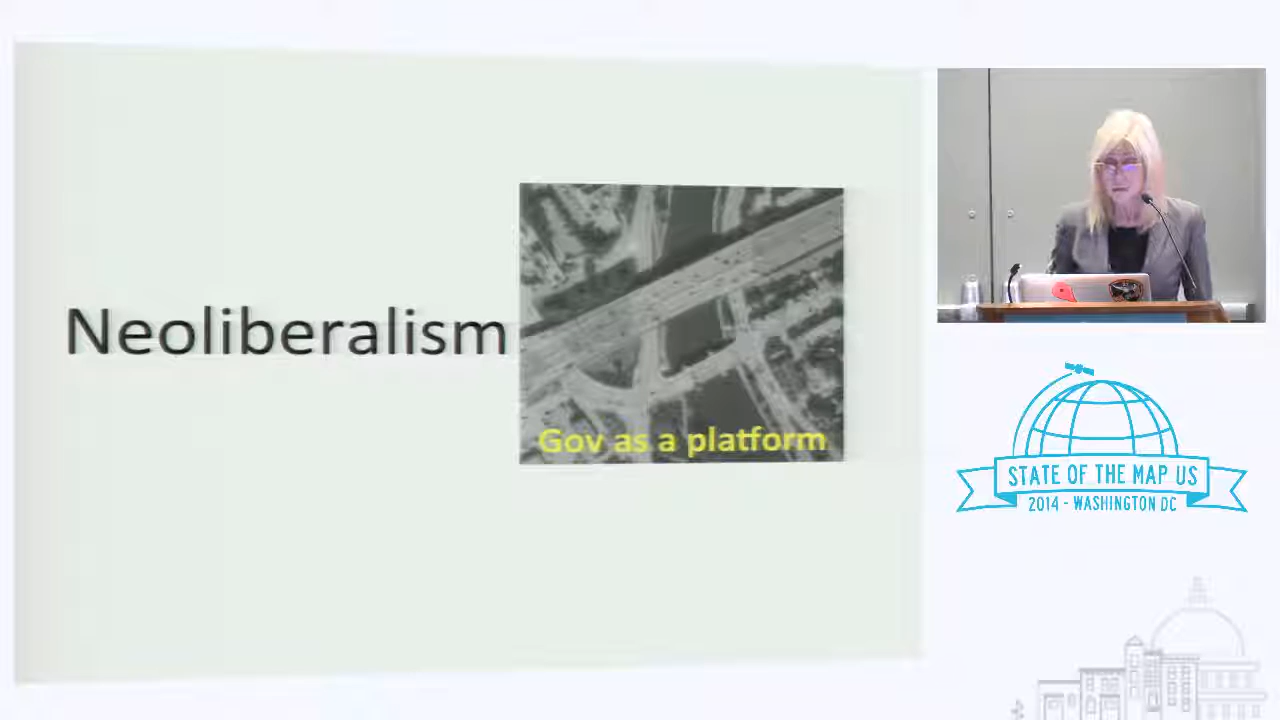 Neoliberalism
Gov as a platform
STATE OF THE MAP US
2014 - WASHINGTON DC